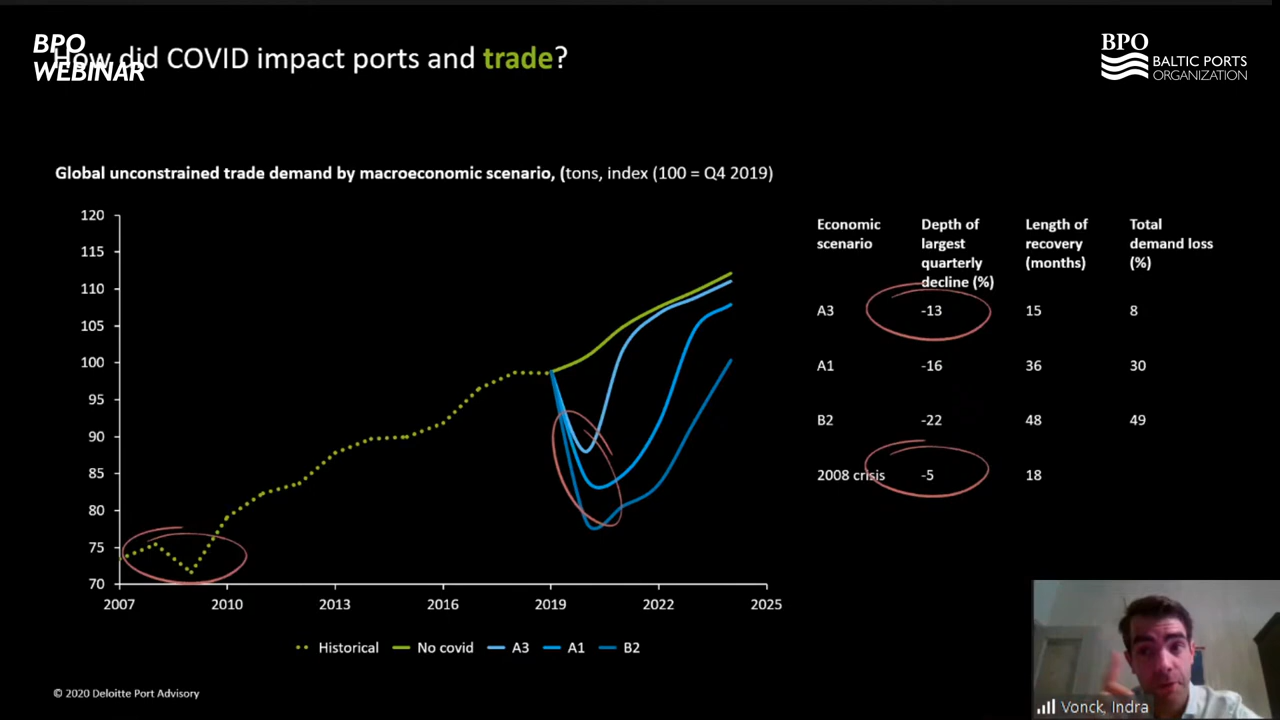 BPO
WEBINAR
How did COVID impact ports and trade?
BPO
BALTIC PORTS
ORGANIZATION
Global unconstrained trade demand by macroeconomic scenario, (tons, index (100 = Q4 2019)
120
115
110
105
100
95
90
85
80
75
70
2007
2010
2013
2016
2019
2022
2025
Historical
No covid
A3
A1
B2
Economic
scenario
Depth of
largest
quarterly
decline (%)
Length of
recovery
(months)
Total
demand loss
(%)
A3 -13 15 8
A1 -16 36 30
B2 -22 48 49
2008 crisis -5 18
© 2020 Deloitte Port Advisory
Vonck, Indra